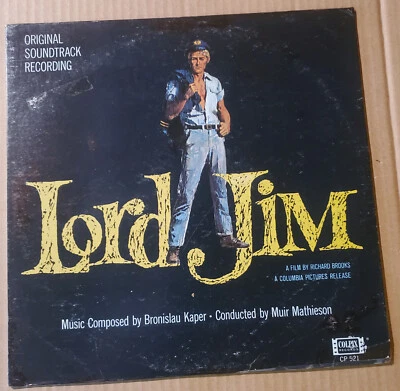 ORIGINAL
SOUNDTRACK
RECORDING
Lord Jim
A FILM BY RICHARD BROOKS
A COLUMBIA PICTURES RELEASE
Music Composed by Bronislau Kaper · Conducted by Muir Mathieson
COLPIX
RECORDS
CP 521